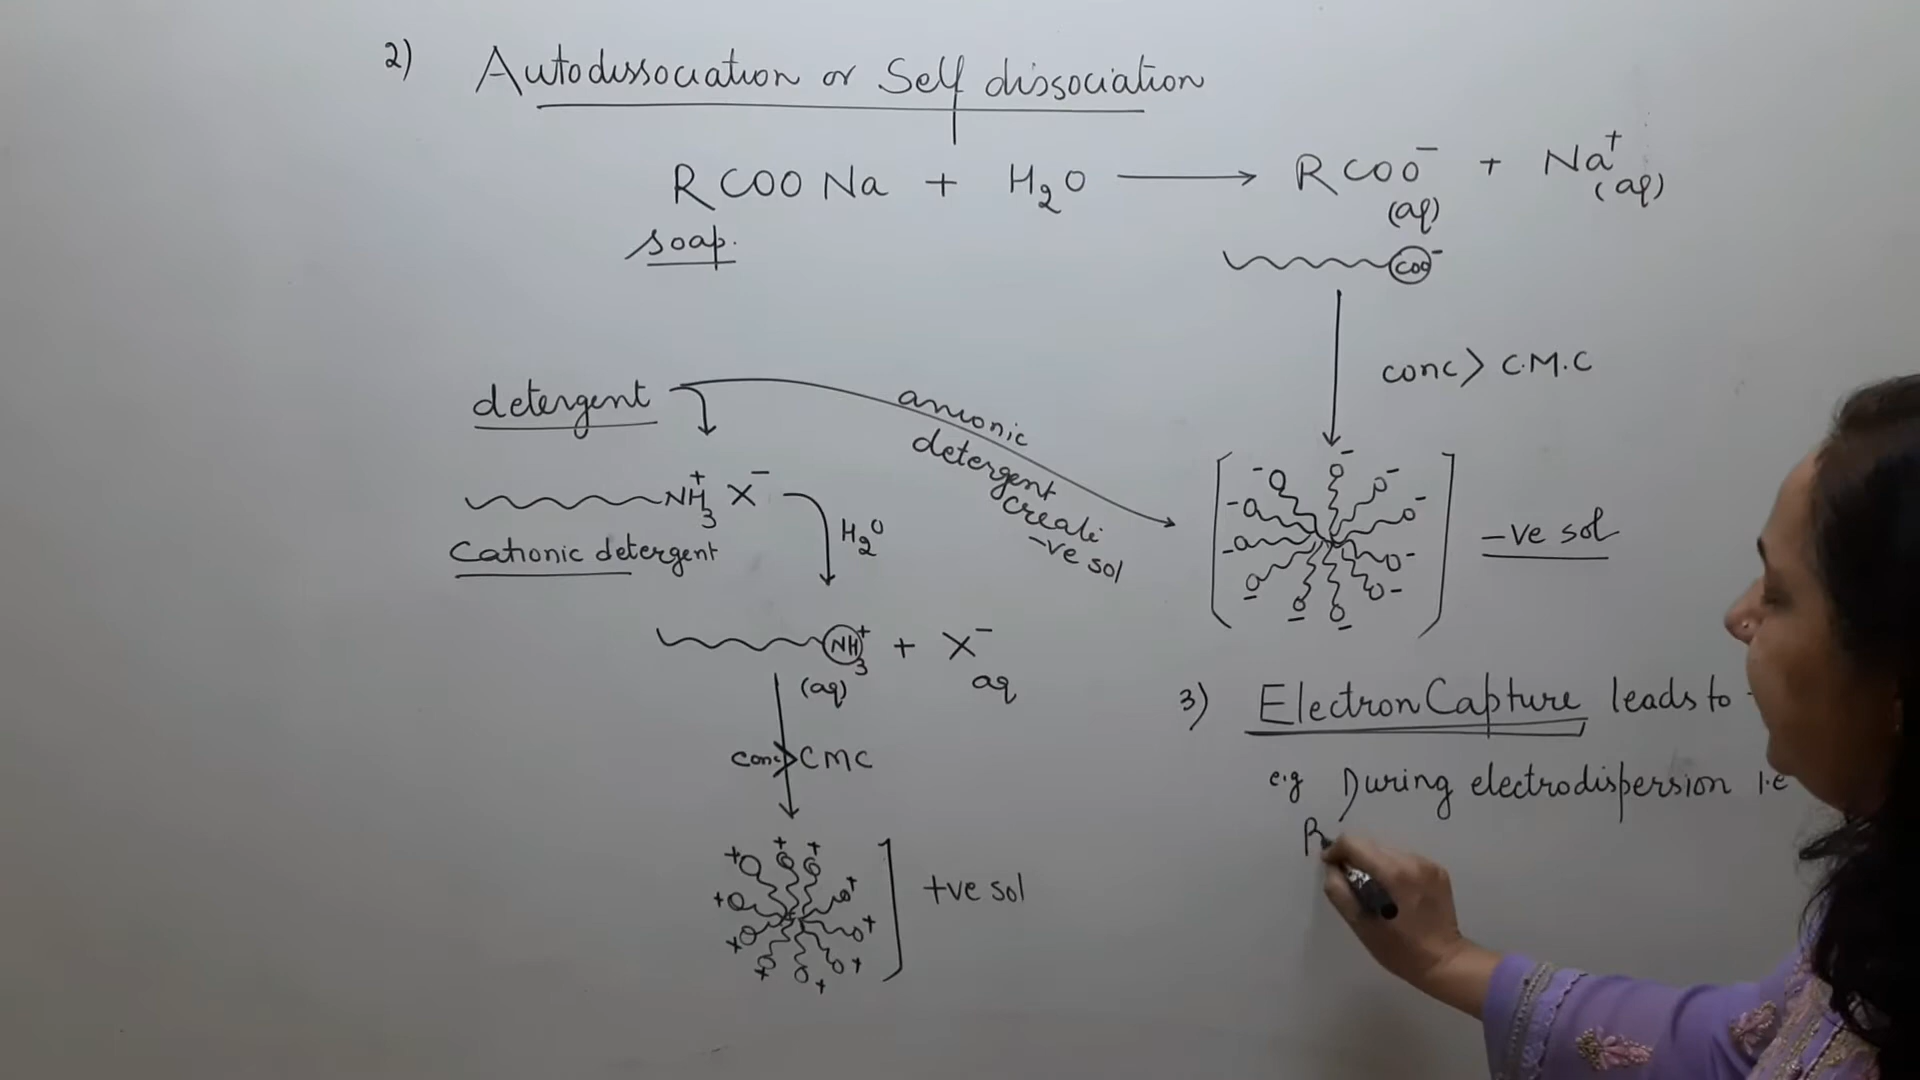 2) Autodissociation or Self dissociation
RCOONa + H₂O ⟶ RCOO⁻ (aq) + Na⁺ (aq)
soap.
COO⁻
conc > C.M.C
detergent
anionic
detergent
creati
-ve sol
NH₃⁺ X⁻
H₂O
Cationic detergent
-ve sol
NH₃⁺ (aq) + X⁻ aq
conc > CMC
+ve sol
3) Electron Capture leads to
e.g During electrodispersion i.e